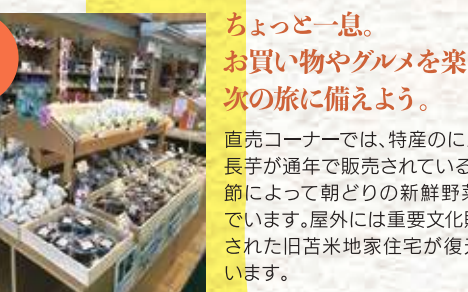 ちょっと一息。
お買い物やグルメを楽
次の旅に備えよう。
直売コーナーでは、特産のに
長芋が通年で販売されている
節によって朝どりの新鮮野菜
でいます。屋外には重要文化財
された旧苫米地家住宅が復元
います。